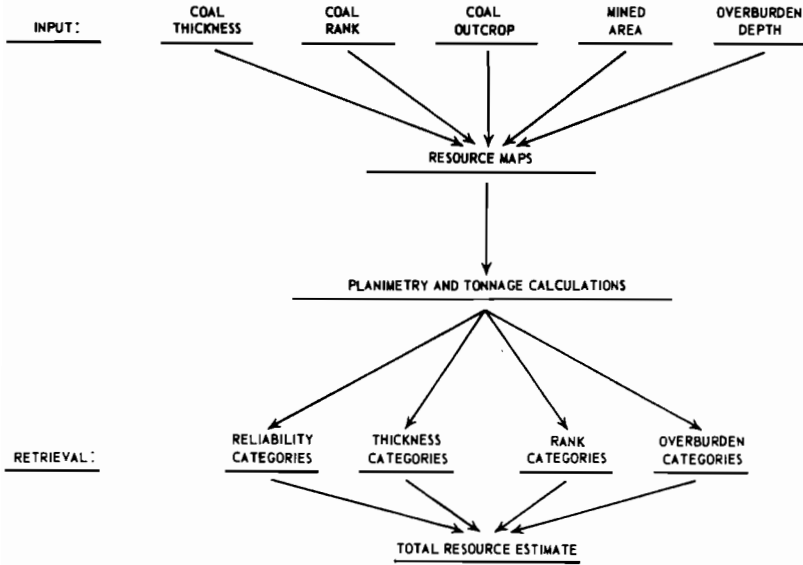 INPUT:
COAL THICKNESS
COAL RANK
COAL OUTCROP
MINED AREA
OVERBURDEN DEPTH
RESOURCE MAPS
PLANIMETRY AND TONNAGE CALCULATIONS
RETRIEVAL:
RELIABILITY CATEGORIES
THICKNESS CATEGORIES
RANK CATEGORIES
OVERBURDEN CATEGORIES
TOTAL RESOURCE ESTIMATE